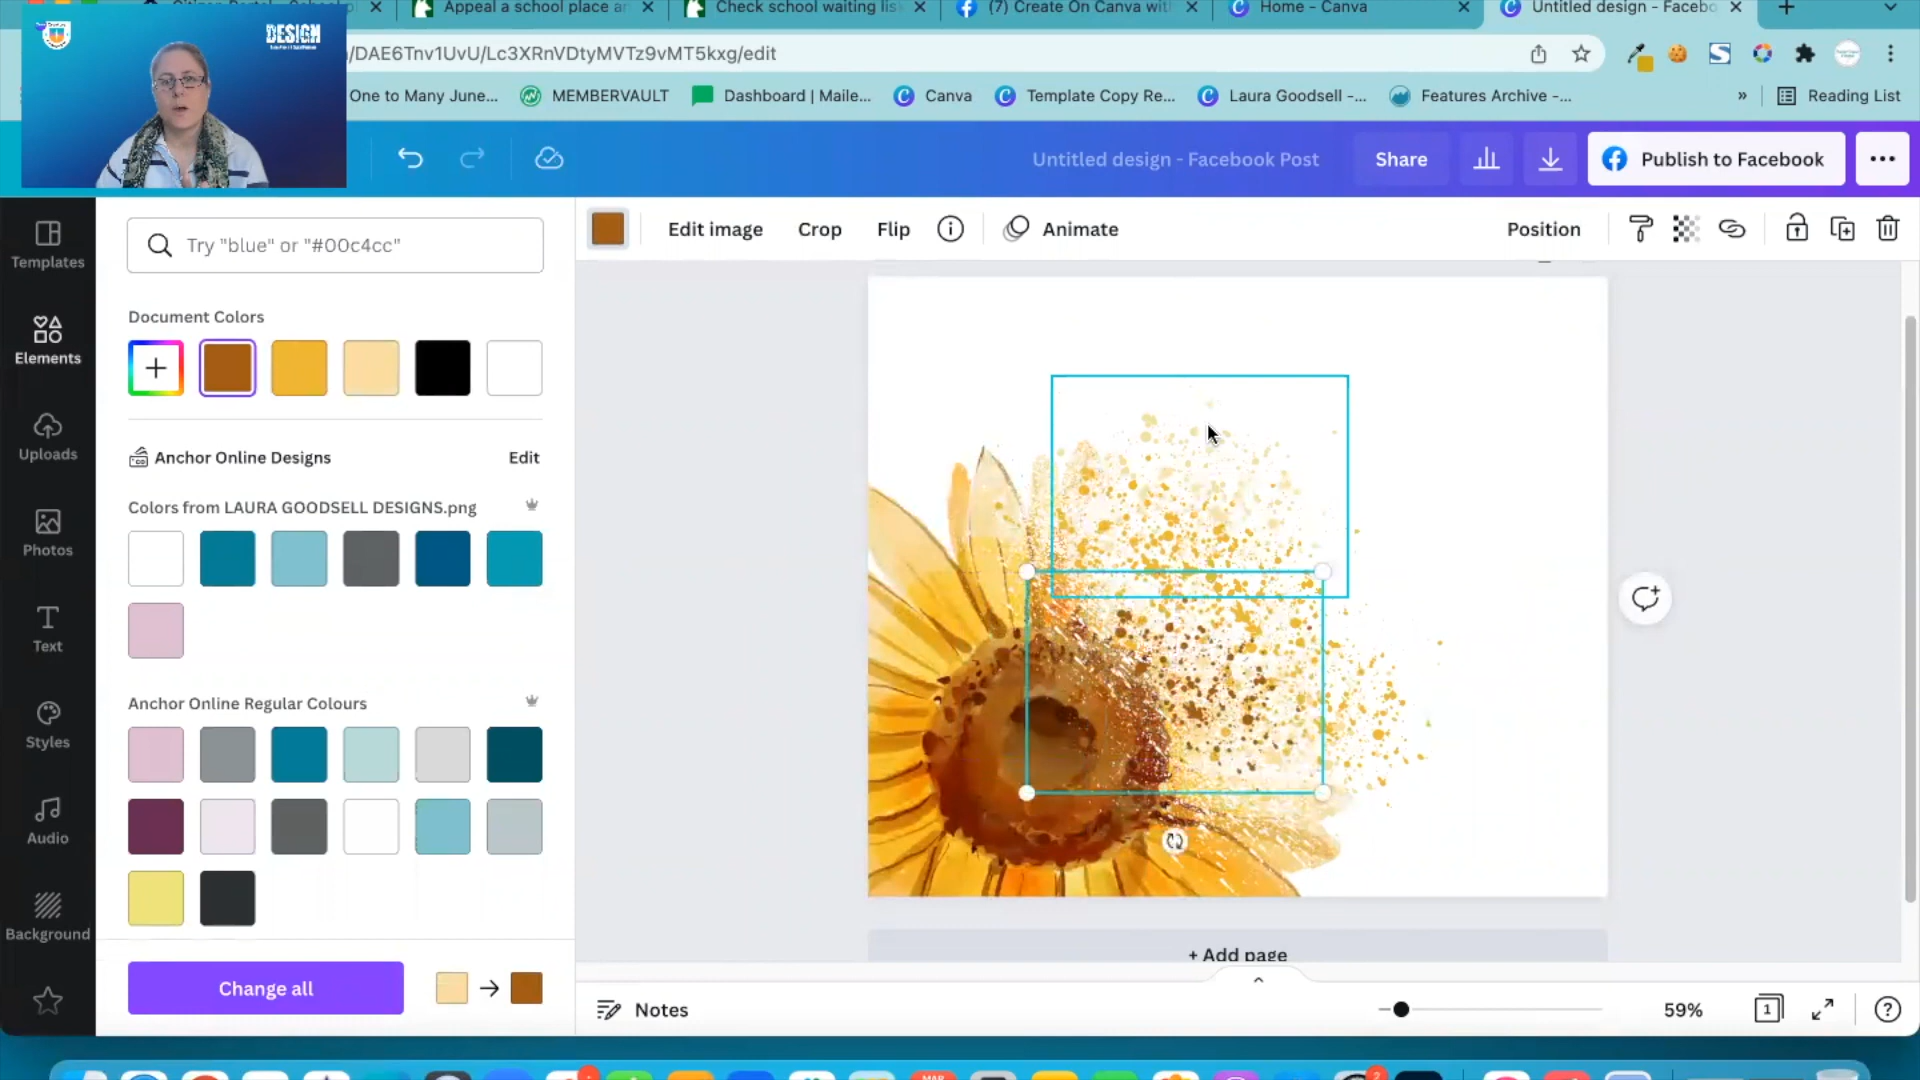 Appeal a school place a
Check school waiting lis
(7) Create On Canva with
Home - Canva
Untitled design - Facebo
DESIGN
/DAE6Tnv1UvU/Lc3XRnVDtyMVTz9vMT5kxg/edit
One to Many June...
MEMBERVAULT
Dashboard | Maile...
Canva
Template Copy Re...
Laura Goodsell -...
Features Archive -...
»
Reading List
Untitled design - Facebook Post
Share
Publish to Facebook
Templates
Elements
Uploads
Photos
Text
Styles
Audio
Background
Try "blue" or "#00c4cc"
Edit image
Crop
Flip
Animate
Position
Document Colors
Anchor Online Designs
Edit
Colors from LAURA GOODSELL DESIGNS.png
Anchor Online Regular Colours
Change all
+ Add page
Notes
59%
1
MAR
2